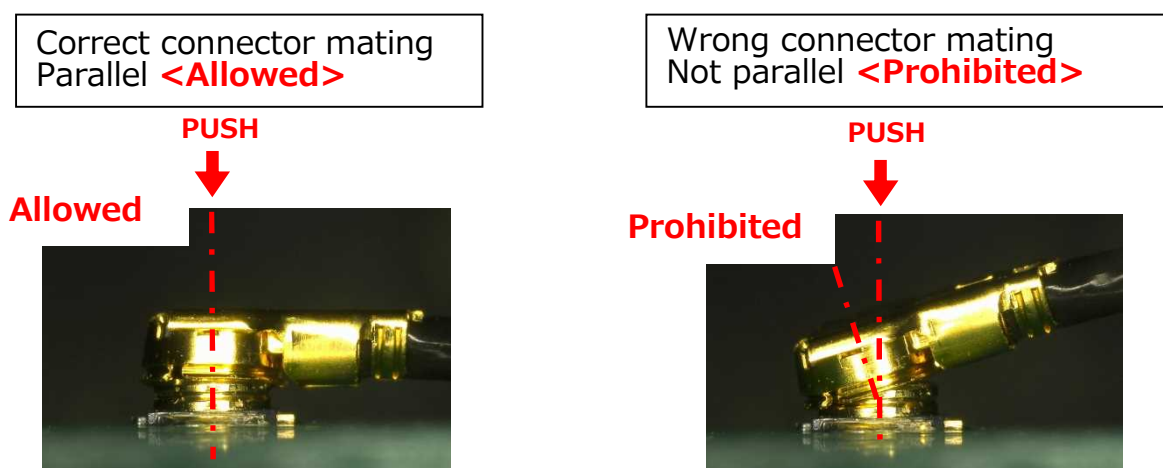 Correct connector mating
Parallel <Allowed>
PUSH
Allowed
Wrong connector mating
Not parallel <Prohibited>
PUSH
Prohibited